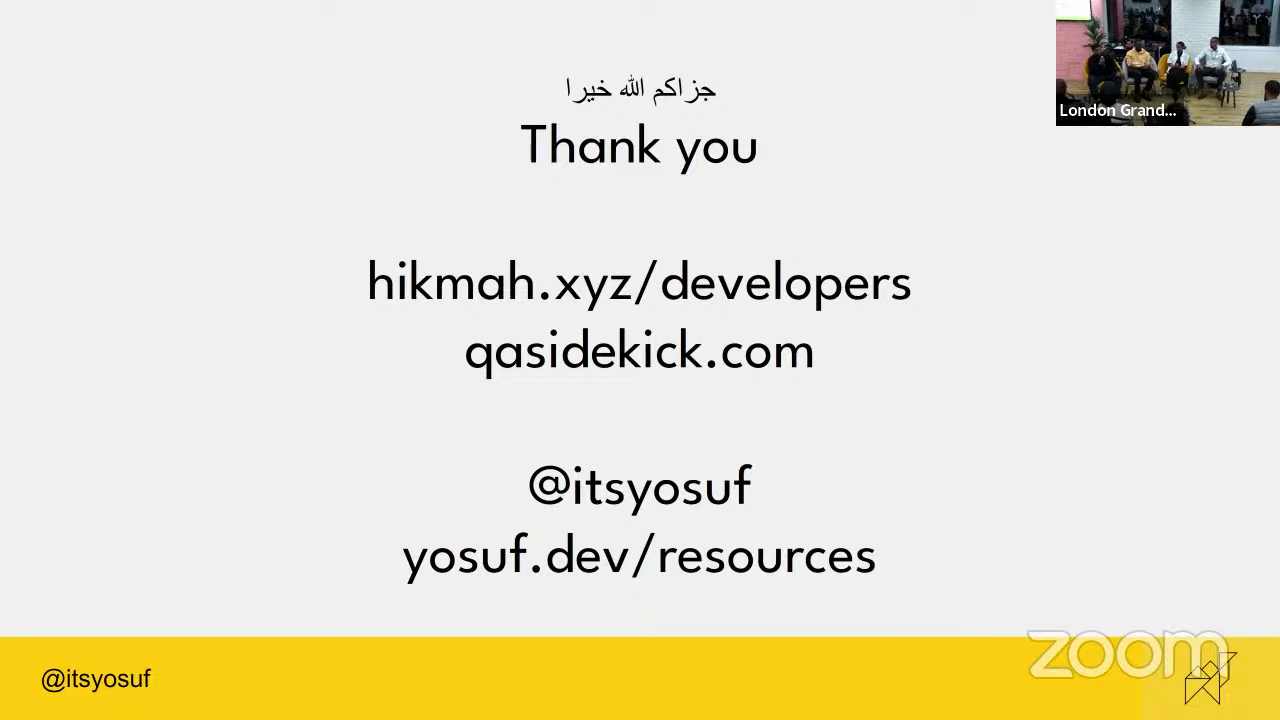 جزاكم الله خيرا
Thank you
hikmah.xyz/developers
qasidekick.com
@itsyosuf
yosuf.dev/resources
@itsyosuf
London Grand...
zoom